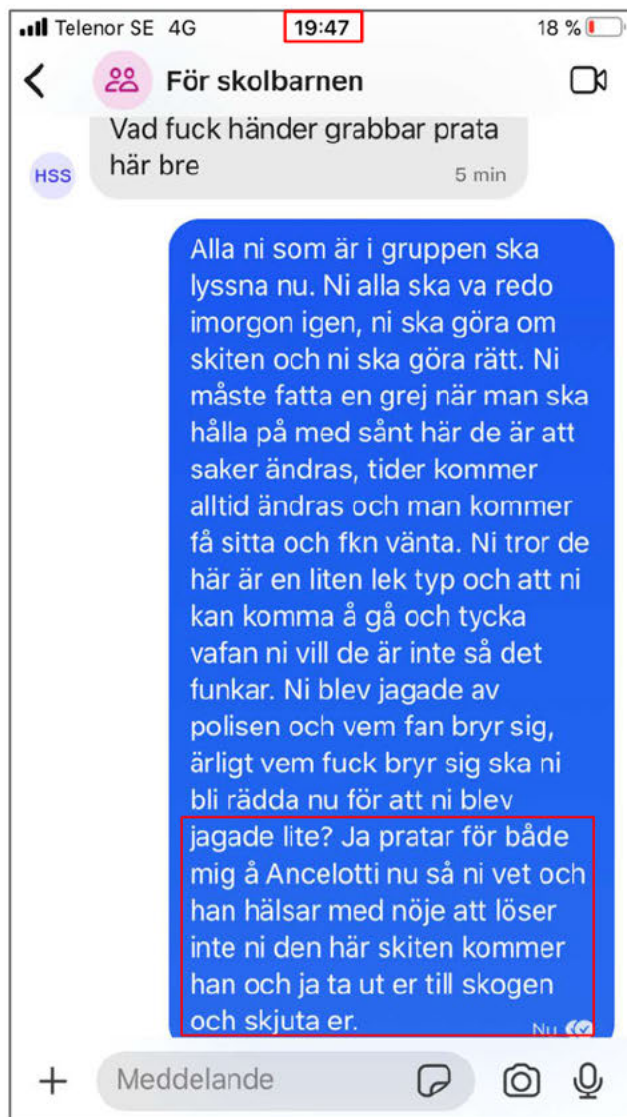 Telenor SE 4G 19:47 18 %
För skolbarnen
Vad fuck händer grabbar prata
här bre
HSS 5 min
Alla ni som är i gruppen ska
lyssna nu. Ni alla ska va redo
imorgon igen, ni ska göra om
skiten och ni ska göra rätt. Ni
måste fatta en grej när man ska
hålla på med sånt här de är att
saker ändras, tider kommer
alltid ändras och man kommer
få sitta och fkn vänta. Ni tror de
här är en liten lek typ och att ni
kan komma å gå och tycka
vafan ni vill de är inte så det
funkar. Ni blev jagade av
polisen och vem fan bryr sig,
ärligt vem fuck bryr sig ska ni
bli rädda nu för att ni blev
jagade lite? Ja pratar för både
mig å Ancelotti nu så ni vet och
han hälsar med nöje att löser
inte ni den här skiten kommer
han och ja ta ut er till skogen
och skjuta er.
Nu
Meddelande